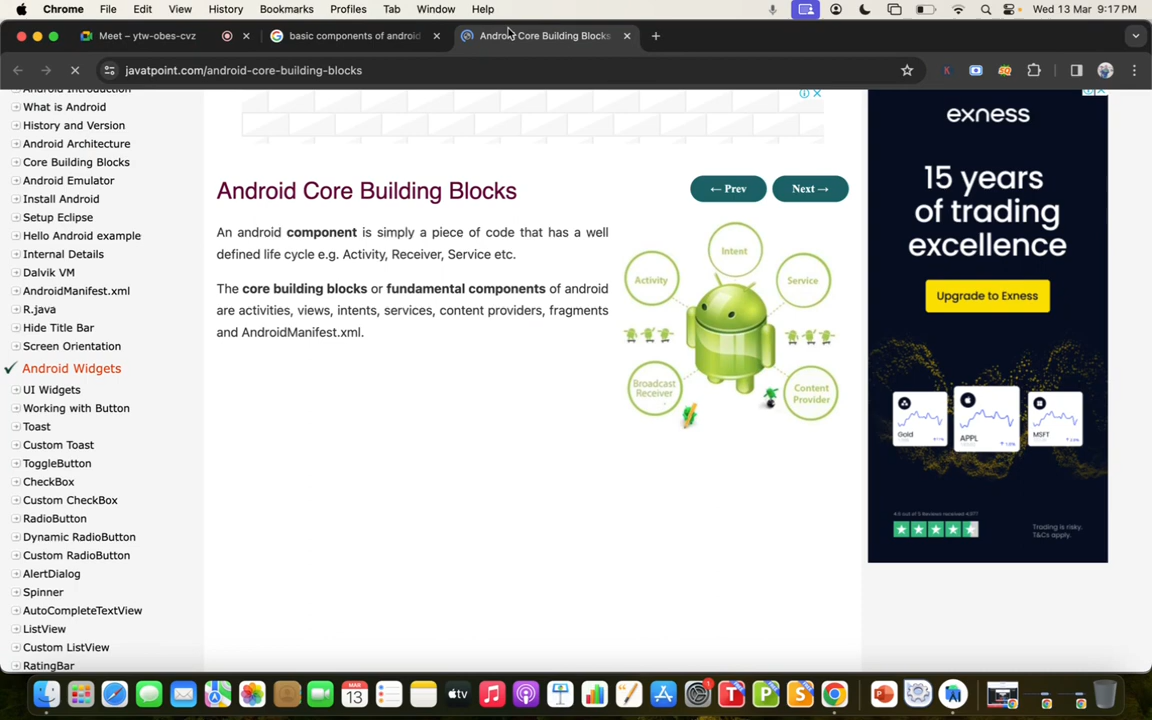 Chrome File Edit View History Bookmarks Profiles Tab Window Help Wed 13 Mar 9:17 PM
Meet – ytw-obes-cvz
basic components of android
Android Core Building Blocks
javatpoint.com/android-core-building-blocks
Android Introduction
What is Android
History and Version
Android Architecture
Core Building Blocks
Android Emulator
Install Android
Setup Eclipse
Hello Android example
Internal Details
Dalvik VM
AndroidManifest.xml
R.java
Hide Title Bar
Screen Orientation
Android Widgets
UI Widgets
Working with Button
Toast
Custom Toast
ToggleButton
CheckBox
Custom CheckBox
RadioButton
Dynamic RadioButton
Custom RadioButton
AlertDialog
Spinner
AutoCompleteTextView
ListView
Custom ListView
RatingBar
Android Core Building Blocks
← Prev
Next →
An android component is simply a piece of code that has a well
defined life cycle e.g. Activity, Receiver, Service etc.
The core building blocks or fundamental components of android
are activities, views, intents, services, content providers, fragments
and AndroidManifest.xml.
Intent
Activity
Service
Broadcast
Receiver
Content
Provider
exness
15 years
of trading
excellence
Upgrade to Exness
Gold
APPL
MSFT
Trading is risky.
T&Cs apply.
MAR
13
tv
1
T
P
S
P